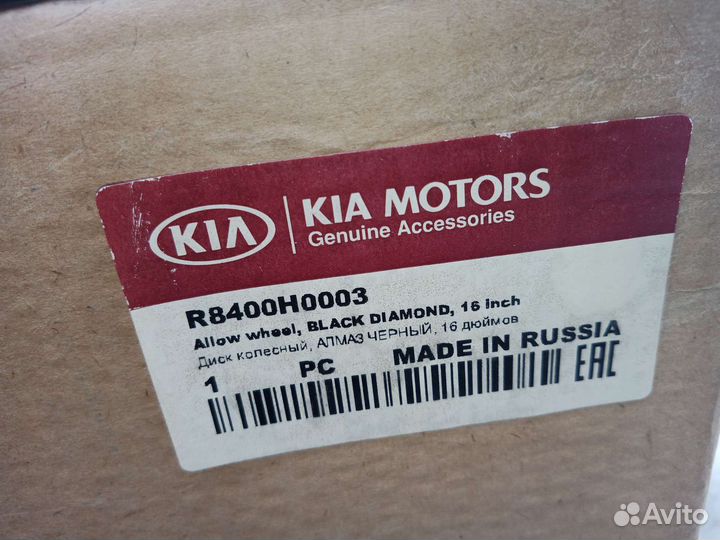 KIA
KIA MOTORS
Genuine Accessories
R8400H0003
Allow wheel, BLACK DIAMOND, 16 inch
Диск колесный, АЛМАЗ ЧЕРНЫЙ, 16 дюймов
1 PC MADE IN RUSSIA
EAC
Avito